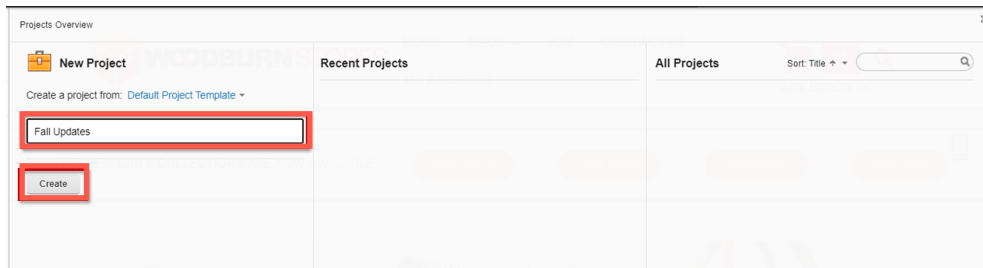 Projects Overview
New Project
Create a project from: Default Project Template
Fall Updates
Create
Recent Projects
All Projects
Sort: Title
WOODBURN